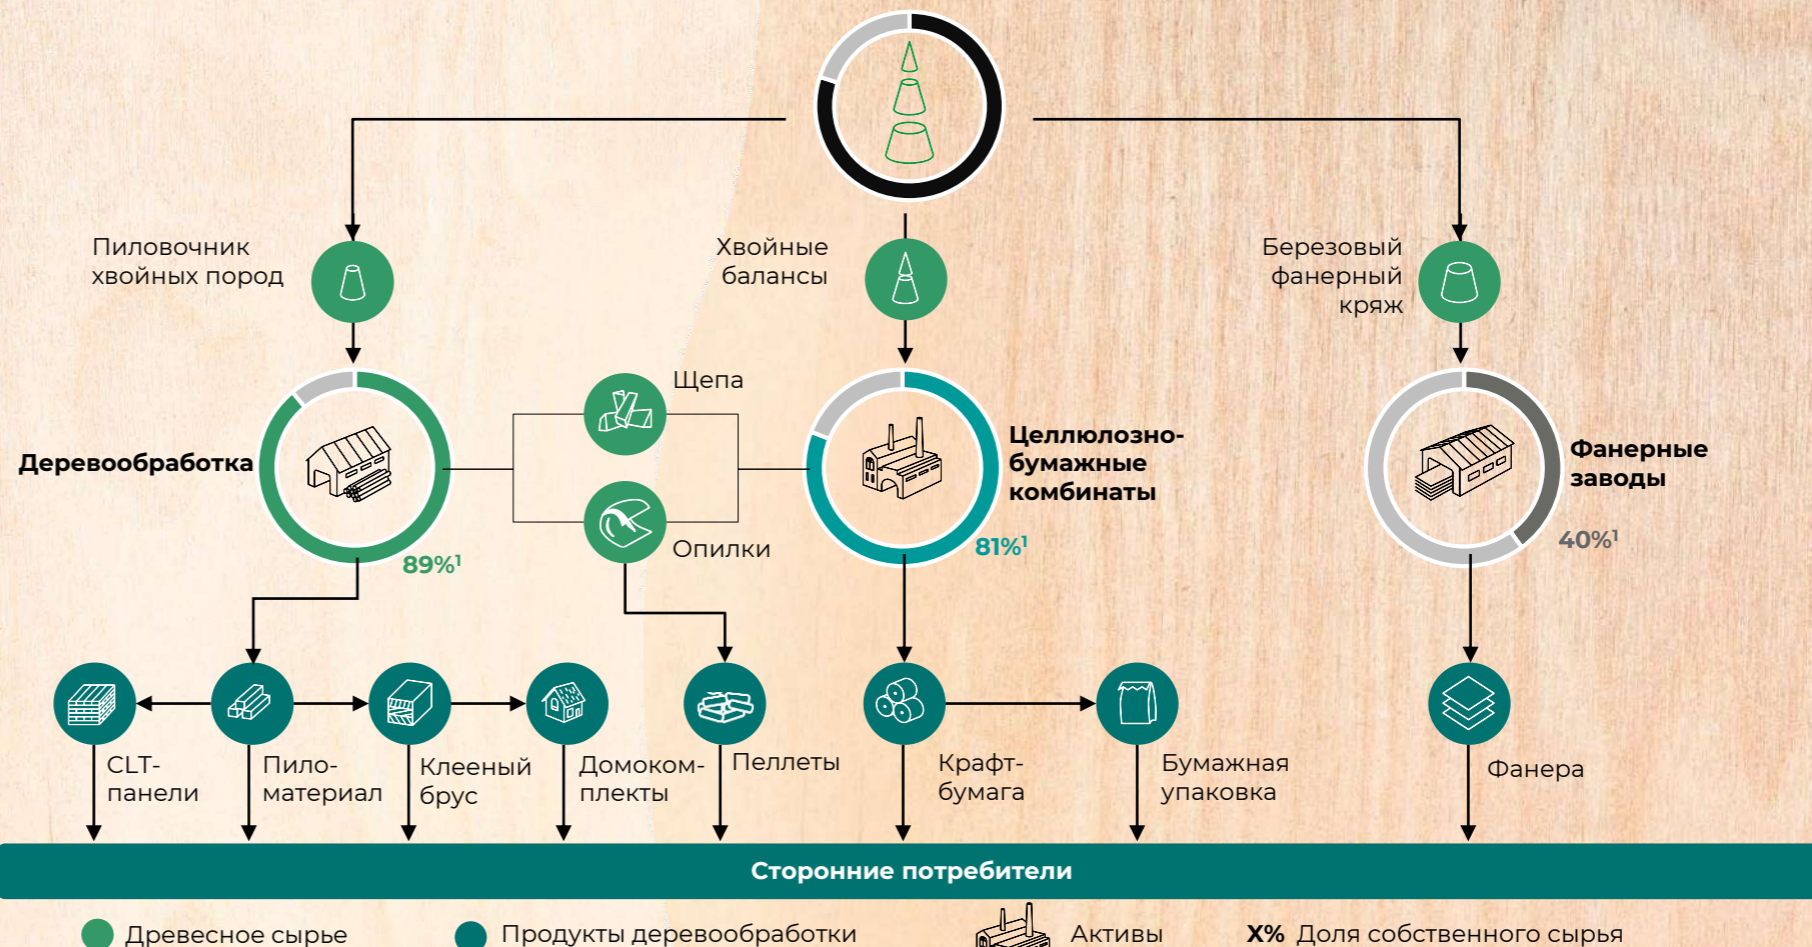 Пиловочник
хвойных пород
Хвойные
балансы
Березовый
фанерный
кряж
Деревообработка
89%¹
Щепа
Опилки
Целлюлозно-
бумажные
комбинаты
81%¹
Фанерные
заводы
40%¹
CLT-
панели
Пило-
материал
Клееный
брус
Домоком-
плекты
Пеллеты
Крафт-
бумага
Бумажная
упаковка
Фанера
Сторонние потребители
Древесное сырье
Продукты деревообработки
Активы
X% Доля собственного сырья